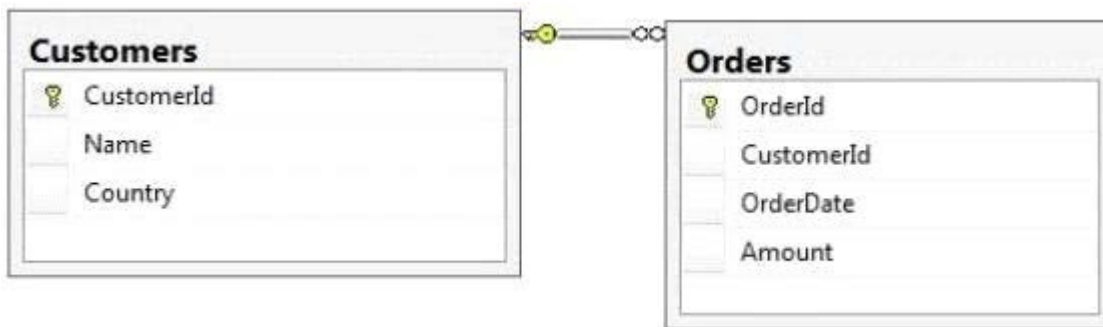 Customers
CustomerId
Name
Country
Orders
OrderId
CustomerId
OrderDate
Amount